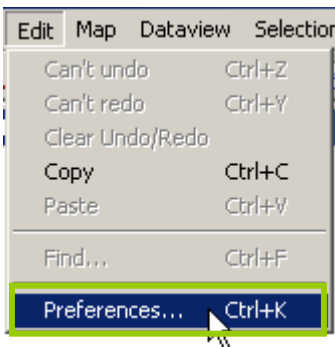 Edit Map Dataview Selection
Can't undo Ctrl+Z
Can't redo Ctrl+Y
Clear Undo/Redo
Copy Ctrl+C
Paste Ctrl+V
Find... Ctrl+F
Preferences... Ctrl+K